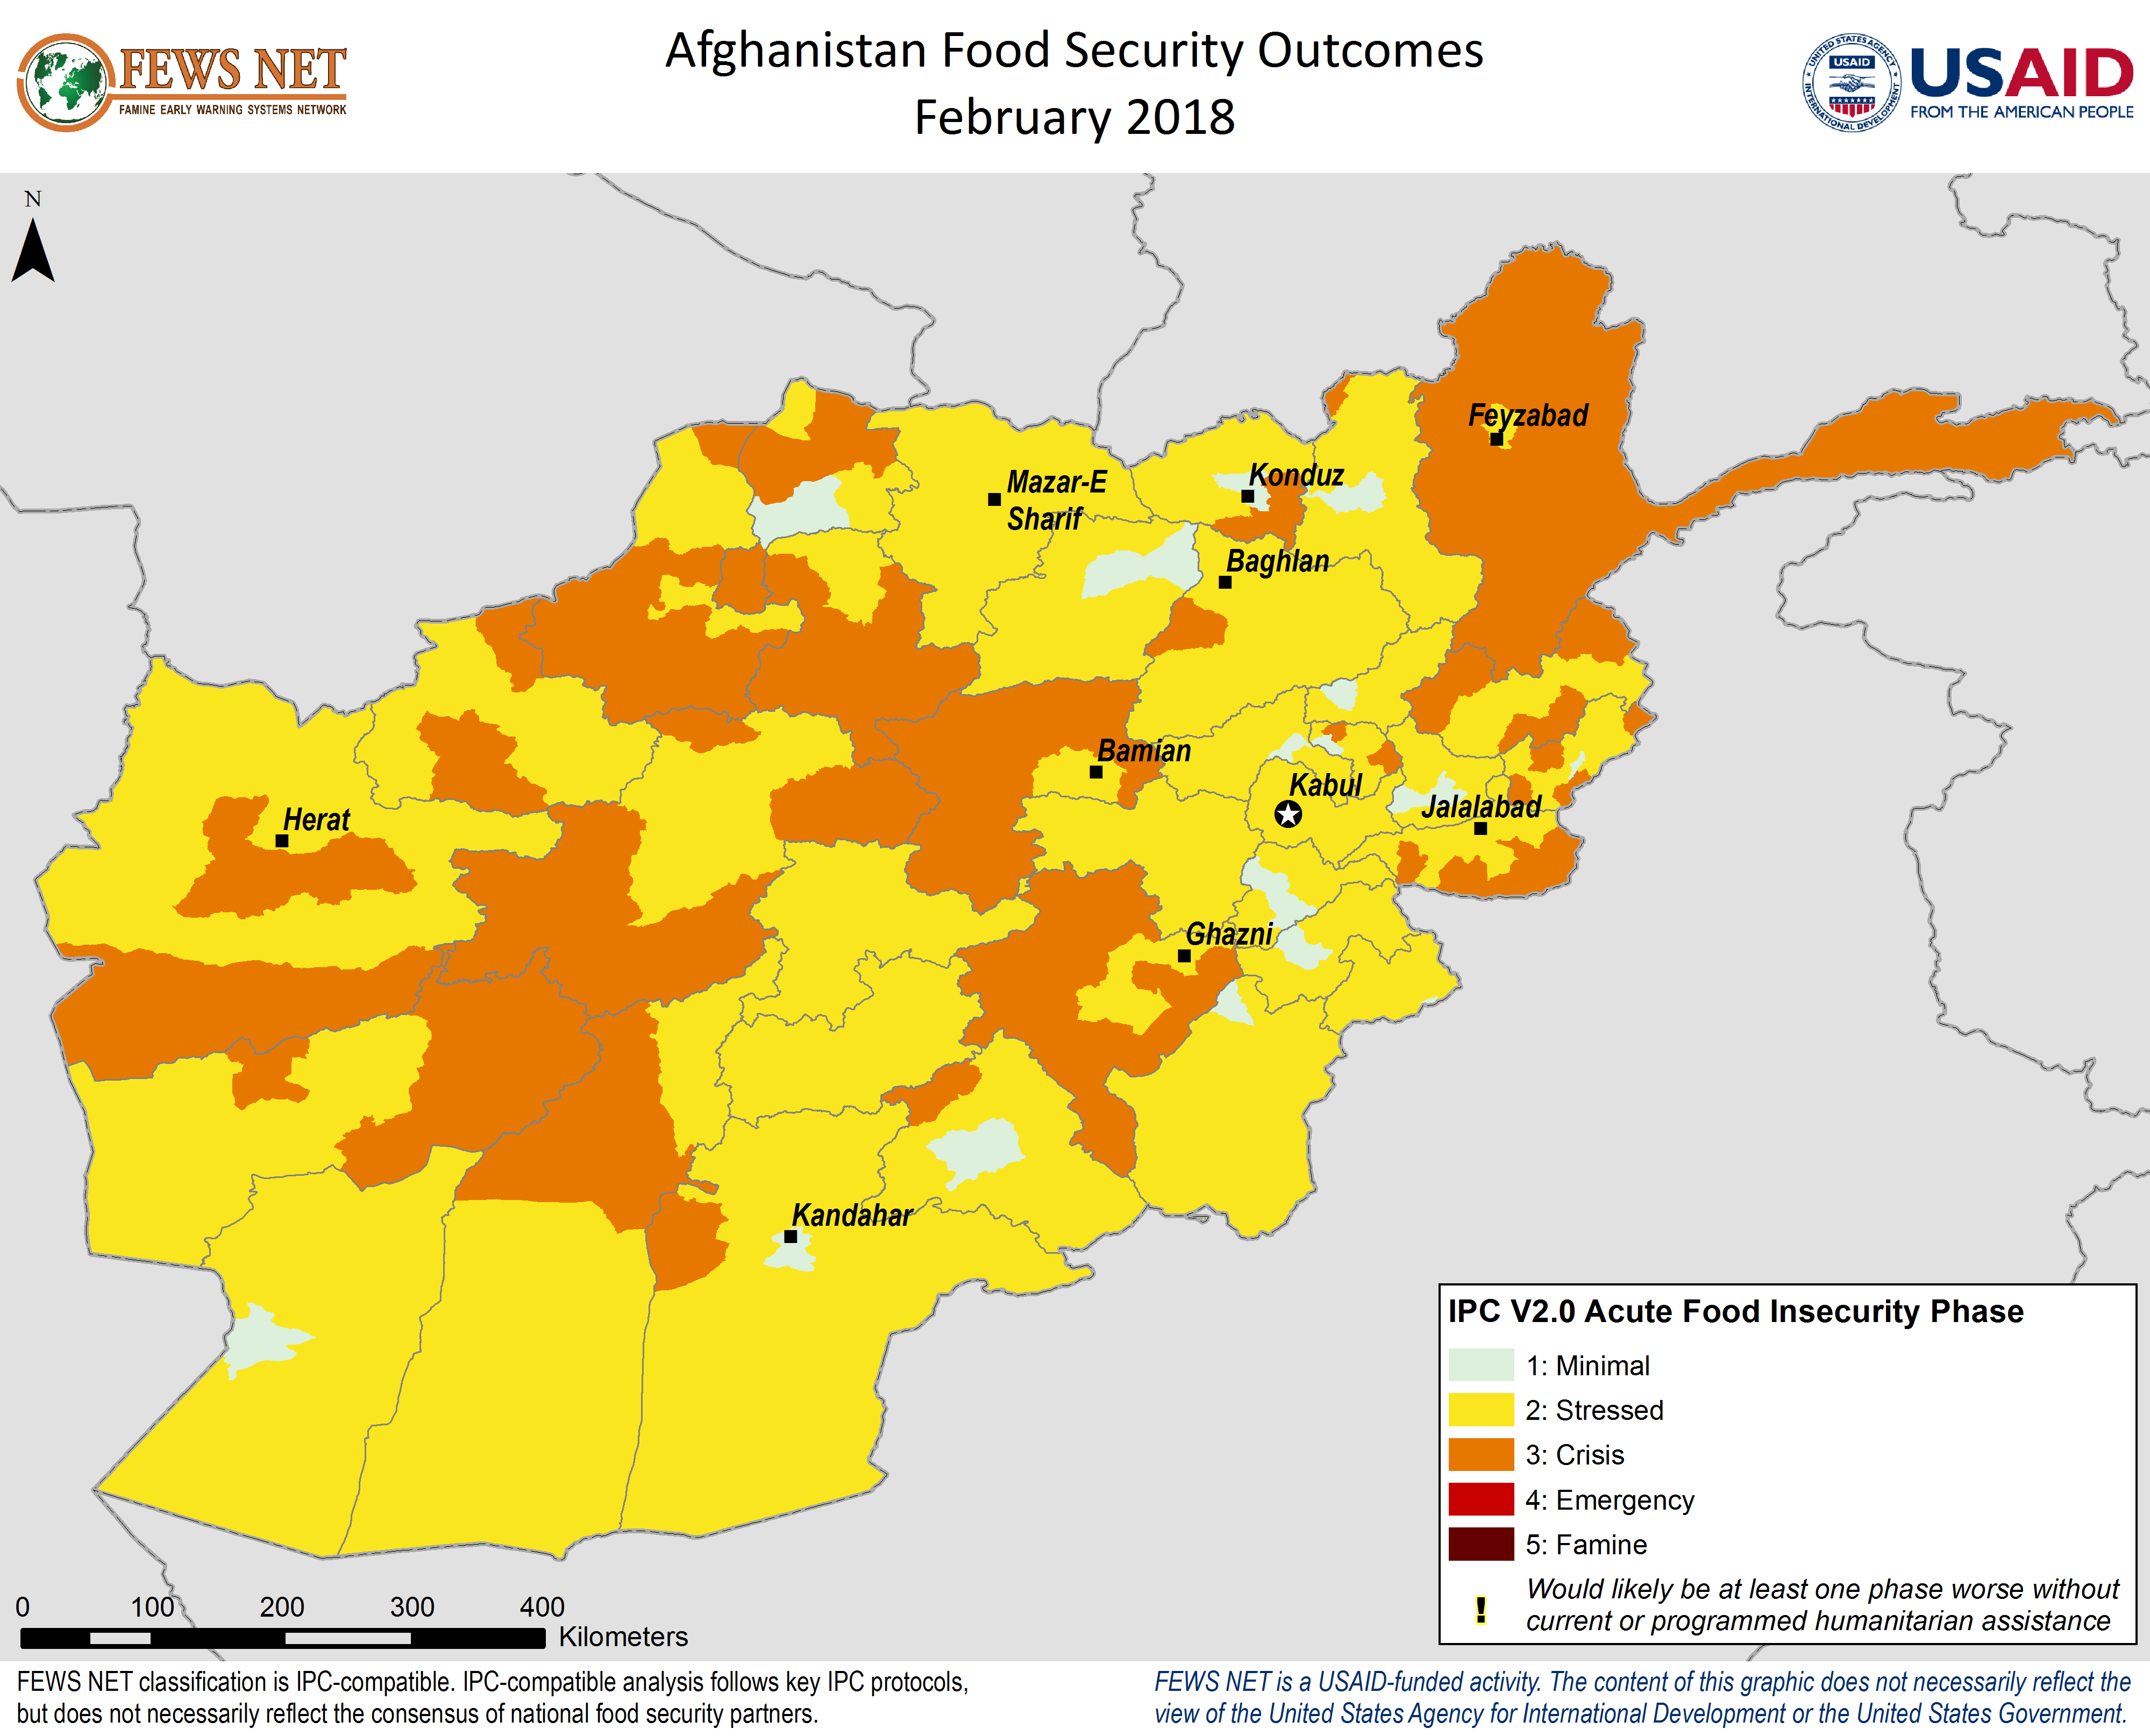 FEWS NET
FAMINE EARLY WARNING SYSTEMS NETWORK
Afghanistan Food Security Outcomes
February 2018
UNITED STATES AGENCY
USAID
INTERNATIONAL DEVELOPMENT
USAID
FROM THE AMERICAN PEOPLE
N
Feyzabad
Mazar-E
Sharif
Konduz
Baghlan
Bamian
Kabul
Herat
Jalalabad
Ghazni
Kandahar
IPC V2.0 Acute Food Insecurity Phase
1: Minimal
2: Stressed
3: Crisis
4: Emergency
5: Famine
! Would likely be at least one phase worse without
current or programmed humanitarian assistance
0 100 200 300 400
Kilometers
FEWS NET classification is IPC-compatible. IPC-compatible analysis follows key IPC protocols,
but does not necessarily reflect the consensus of national food security partners.
FEWS NET is a USAID-funded activity. The content of this graphic does not necessarily reflect the
view of the United States Agency for International Development or the United States Government.